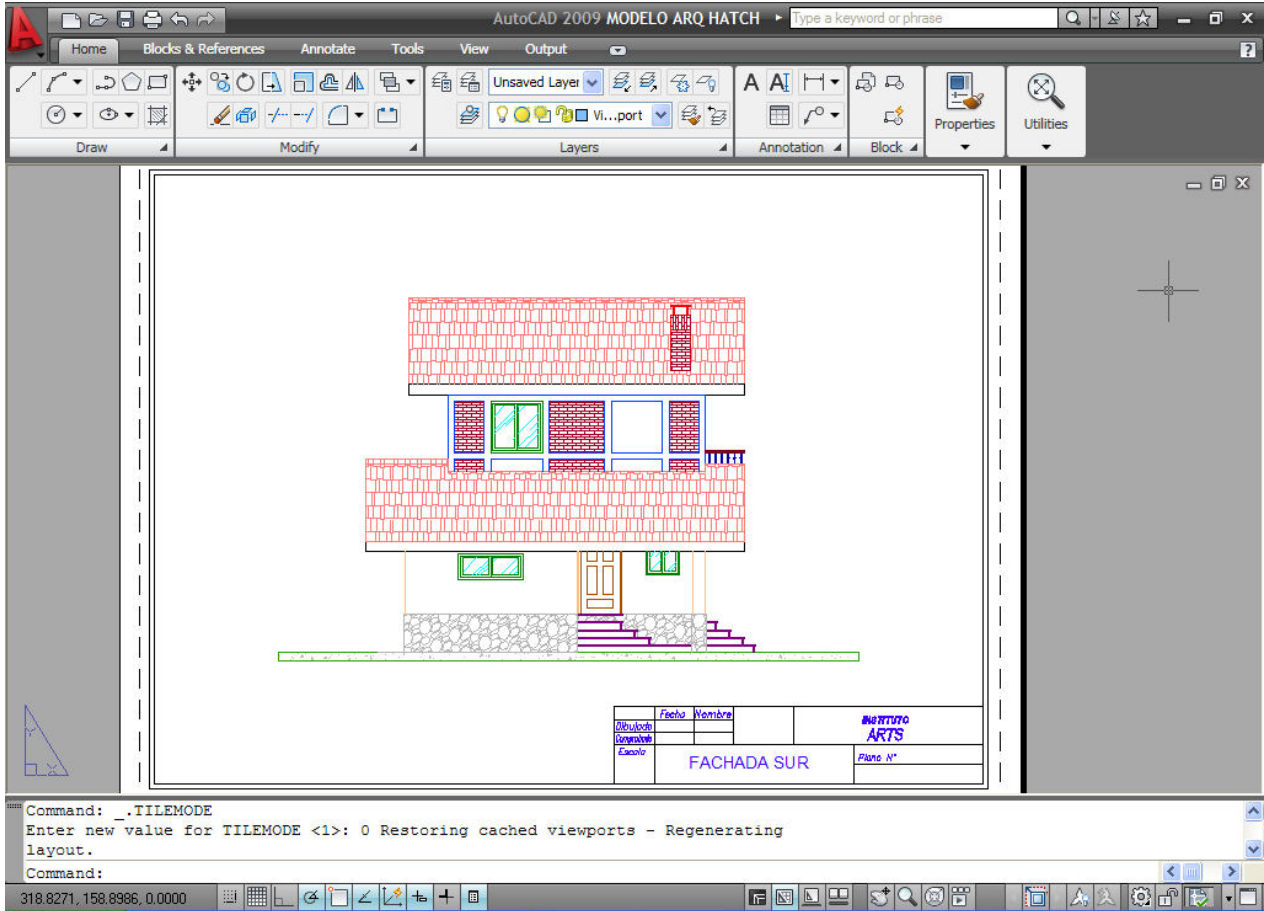 AutoCAD 2009 MODELO ARQ HATCH Type a keyword or phrase
Home Blocks & References Annotate Tools View Output
Unsaved Layer
Vi...port
Properties Utilities
Draw Modify Layers Annotation Block
Fecha Nombre
Dibujado
Comprobado
Escala
FACHADA SUR
INSTITUTO
ARTS
Plano N°
Command: _.TILEMODE
Enter new value for TILEMODE <1>: 0 Restoring cached viewports - Regenerating
layout.
Command:
318.8271, 158.8986, 0.0000